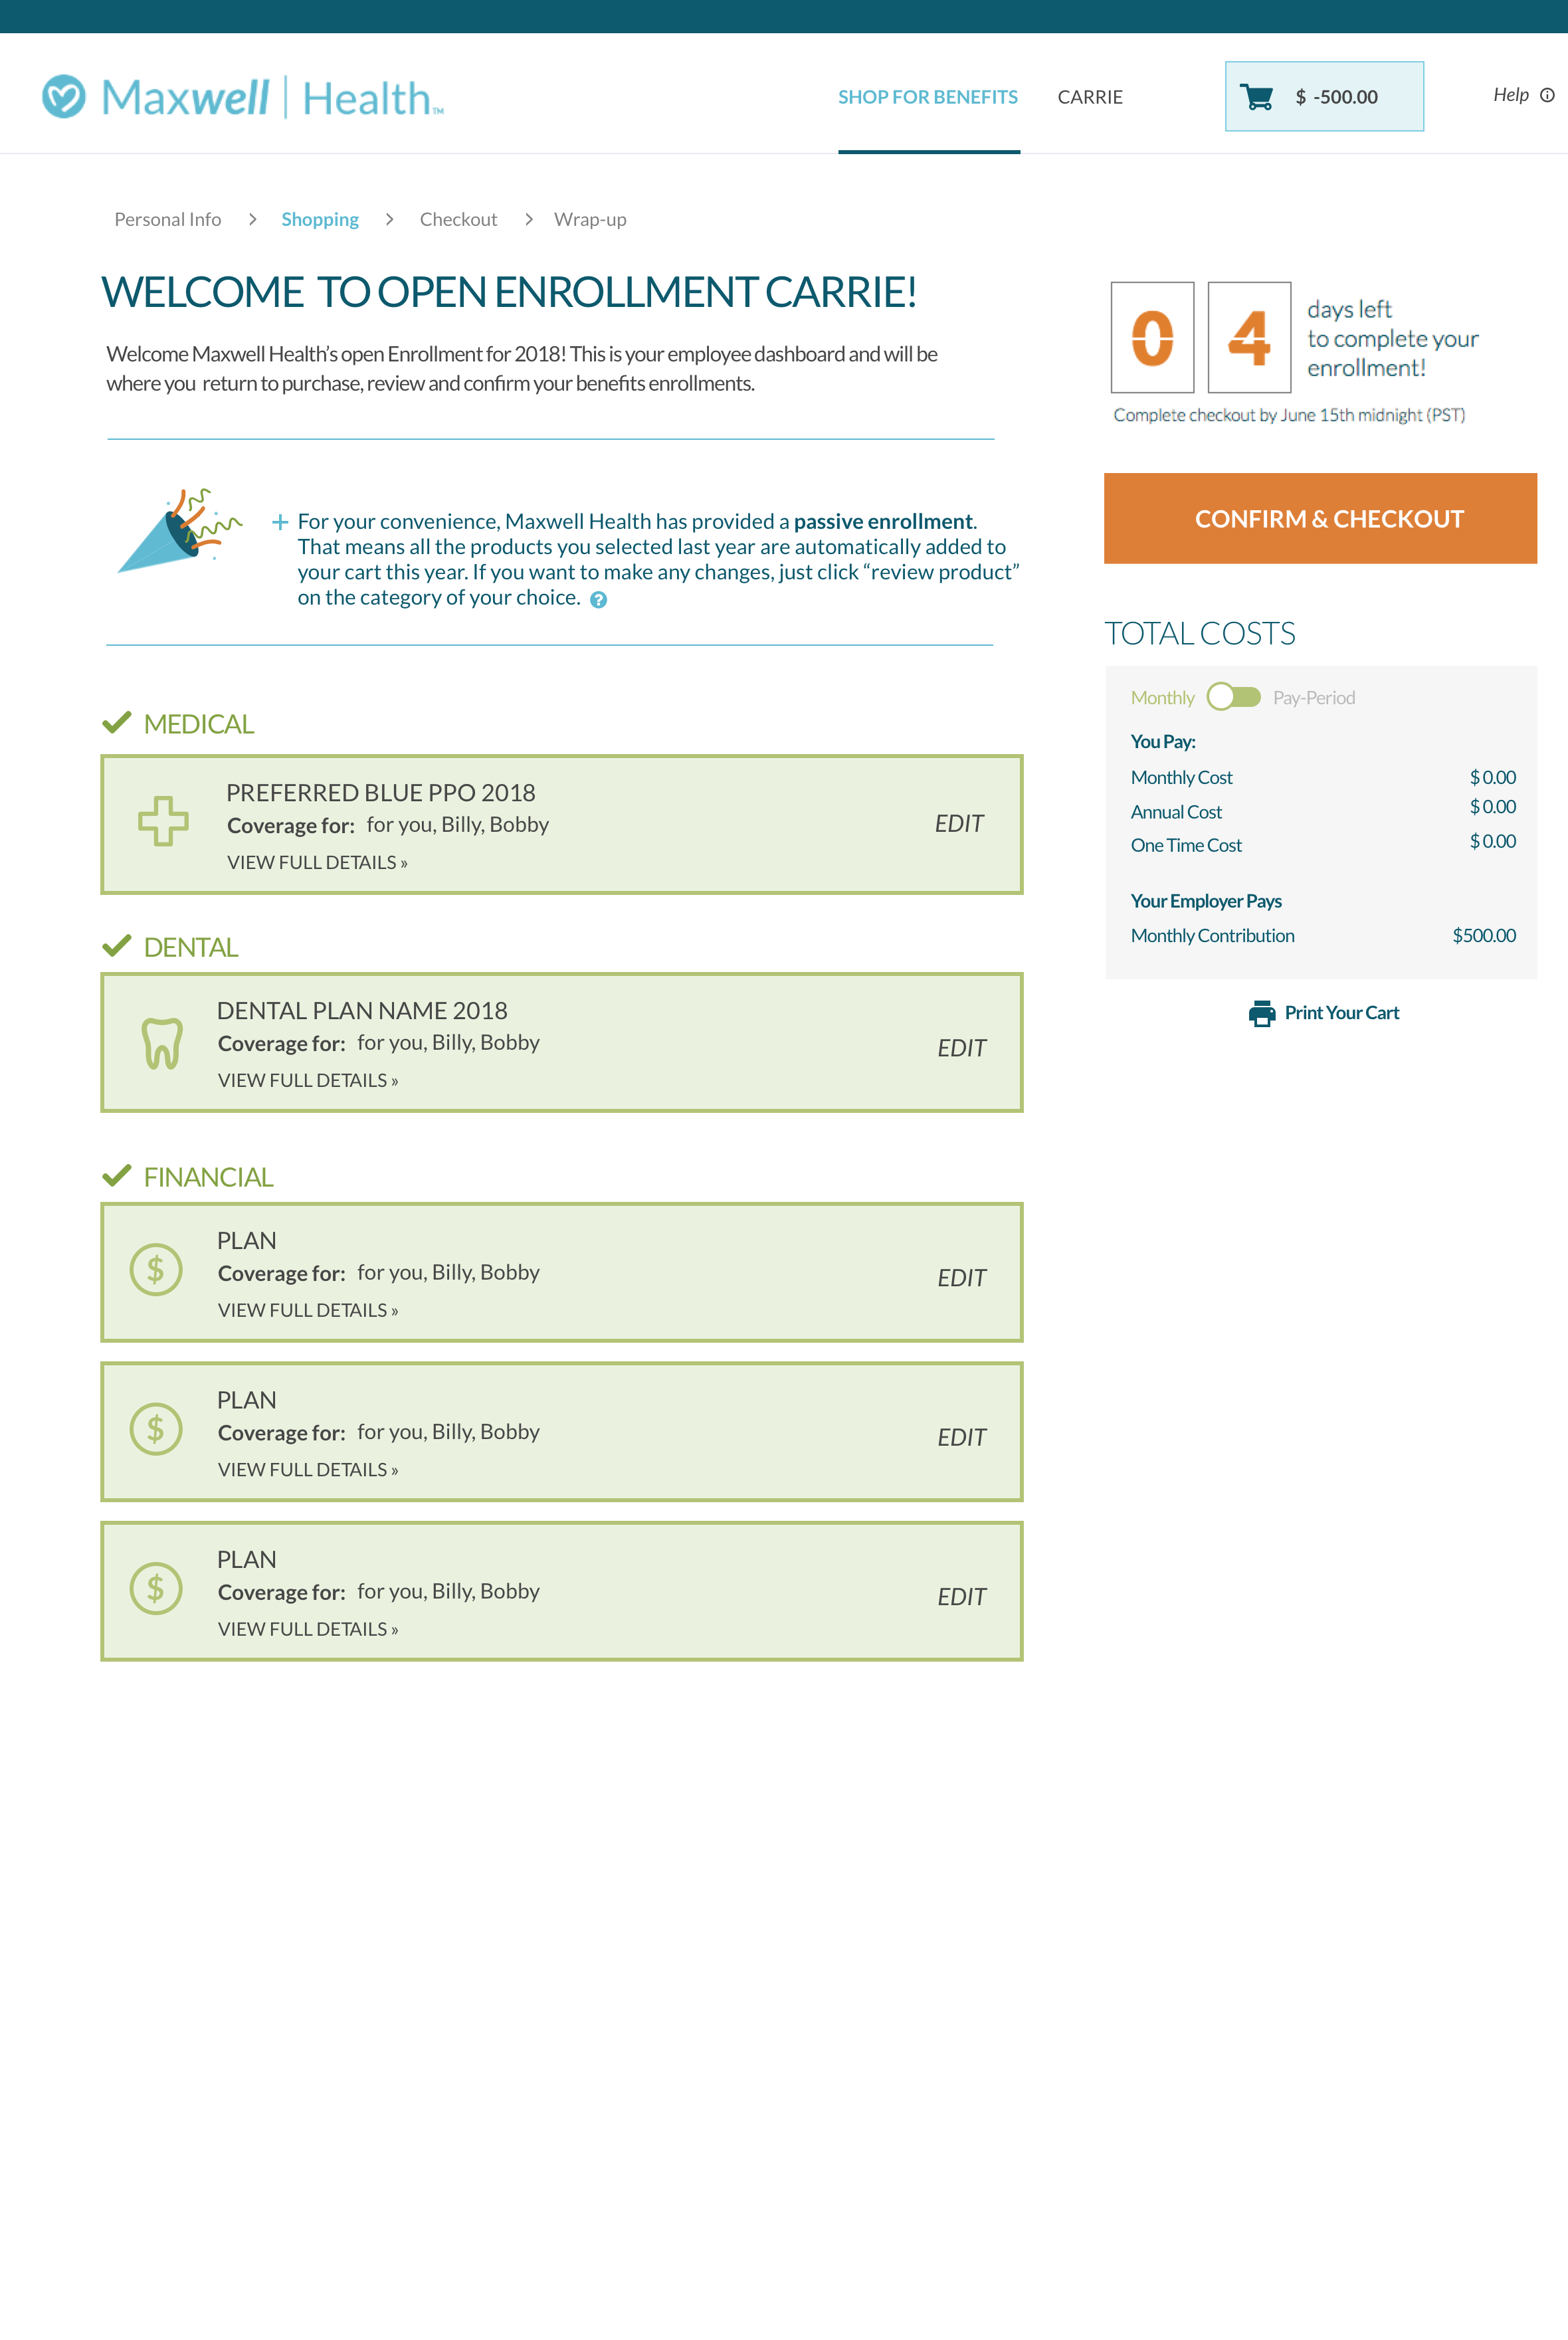 Maxwell | Health™
SHOP FOR BENEFITS
CARRIE
$ -500.00
Help
Personal Info > Shopping > Checkout > Wrap-up
WELCOME TO OPEN ENROLLMENT CARRIE!
Welcome Maxwell Health's open Enrollment for 2018! This is your employee dashboard and will be
where you return to purchase, review and confirm your benefits enrollments.
+ For your convenience, Maxwell Health has provided a passive enrollment.
That means all the products you selected last year are automatically added to
your cart this year. If you want to make any changes, just click “review product”
on the category of your choice. ?
MEDICAL
PREFERRED BLUE PPO 2018
Coverage for: for you, Billy, Bobby
VIEW FULL DETAILS »
EDIT
DENTAL
DENTAL PLAN NAME 2018
Coverage for: for you, Billy, Bobby
VIEW FULL DETAILS »
EDIT
FINANCIAL
PLAN
Coverage for: for you, Billy, Bobby
VIEW FULL DETAILS »
EDIT
PLAN
Coverage for: for you, Billy, Bobby
VIEW FULL DETAILS »
EDIT
PLAN
Coverage for: for you, Billy, Bobby
VIEW FULL DETAILS »
EDIT
04
days left
to complete your
enrollment!
Complete checkout by June 15th midnight (PST)
CONFIRM & CHECKOUT
TOTAL COSTS
Monthly Pay-Period
You Pay:
Monthly Cost $ 0.00
Annual Cost $ 0.00
One Time Cost $ 0.00
Your Employer Pays
Monthly Contribution $500.00
Print Your Cart